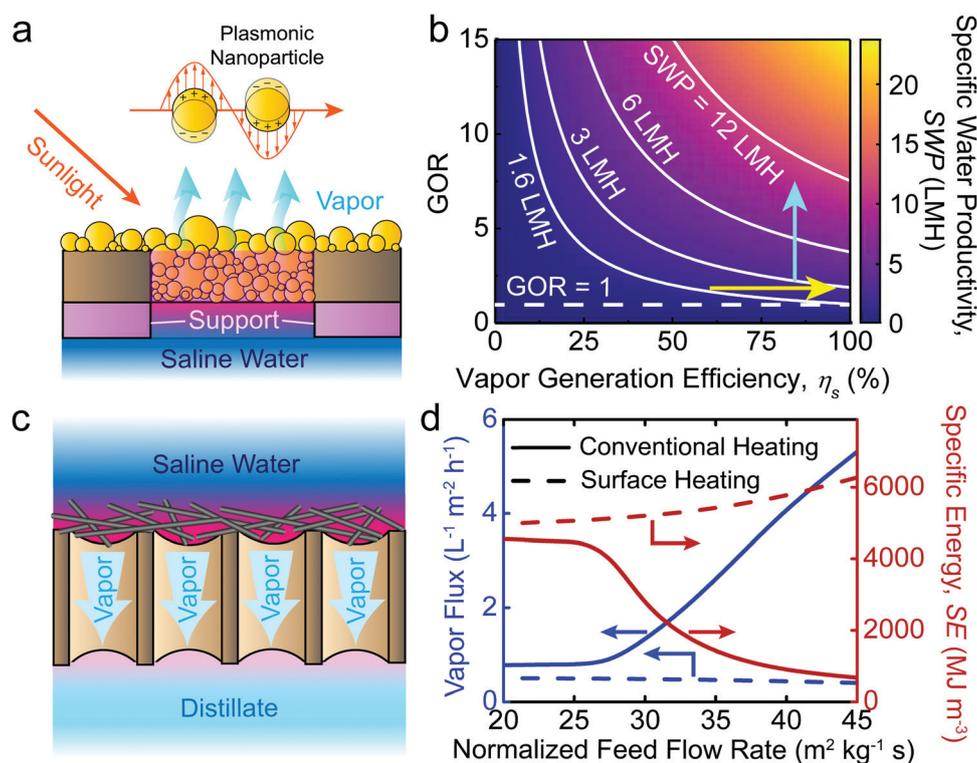 a
Plasmonic
Nanoparticle
Sunlight
Vapor
Support
Saline Water
b
15
10
5
0
GOR
SWP = 12 LMH
6 LMH
3 LMH
1.6 LMH
GOR = 1
0
25
50
75
100
Vapor Generation Efficiency, ηs (%)
20
15
10
5
0
Specific Water Productivity,
SWP (LMH)
c
Saline Water
Vapor
Vapor
Vapor
Vapor
Distillate
d
6
4
2
0
Vapor Flux (L⁻¹ m⁻² h⁻¹)
Conventional Heating
Surface Heating
6000
4000
2000
0
Specific Energy, SE (MJ m⁻³)
20
25
30
35
40
45
Normalized Feed Flow Rate (m² kg⁻¹ s)